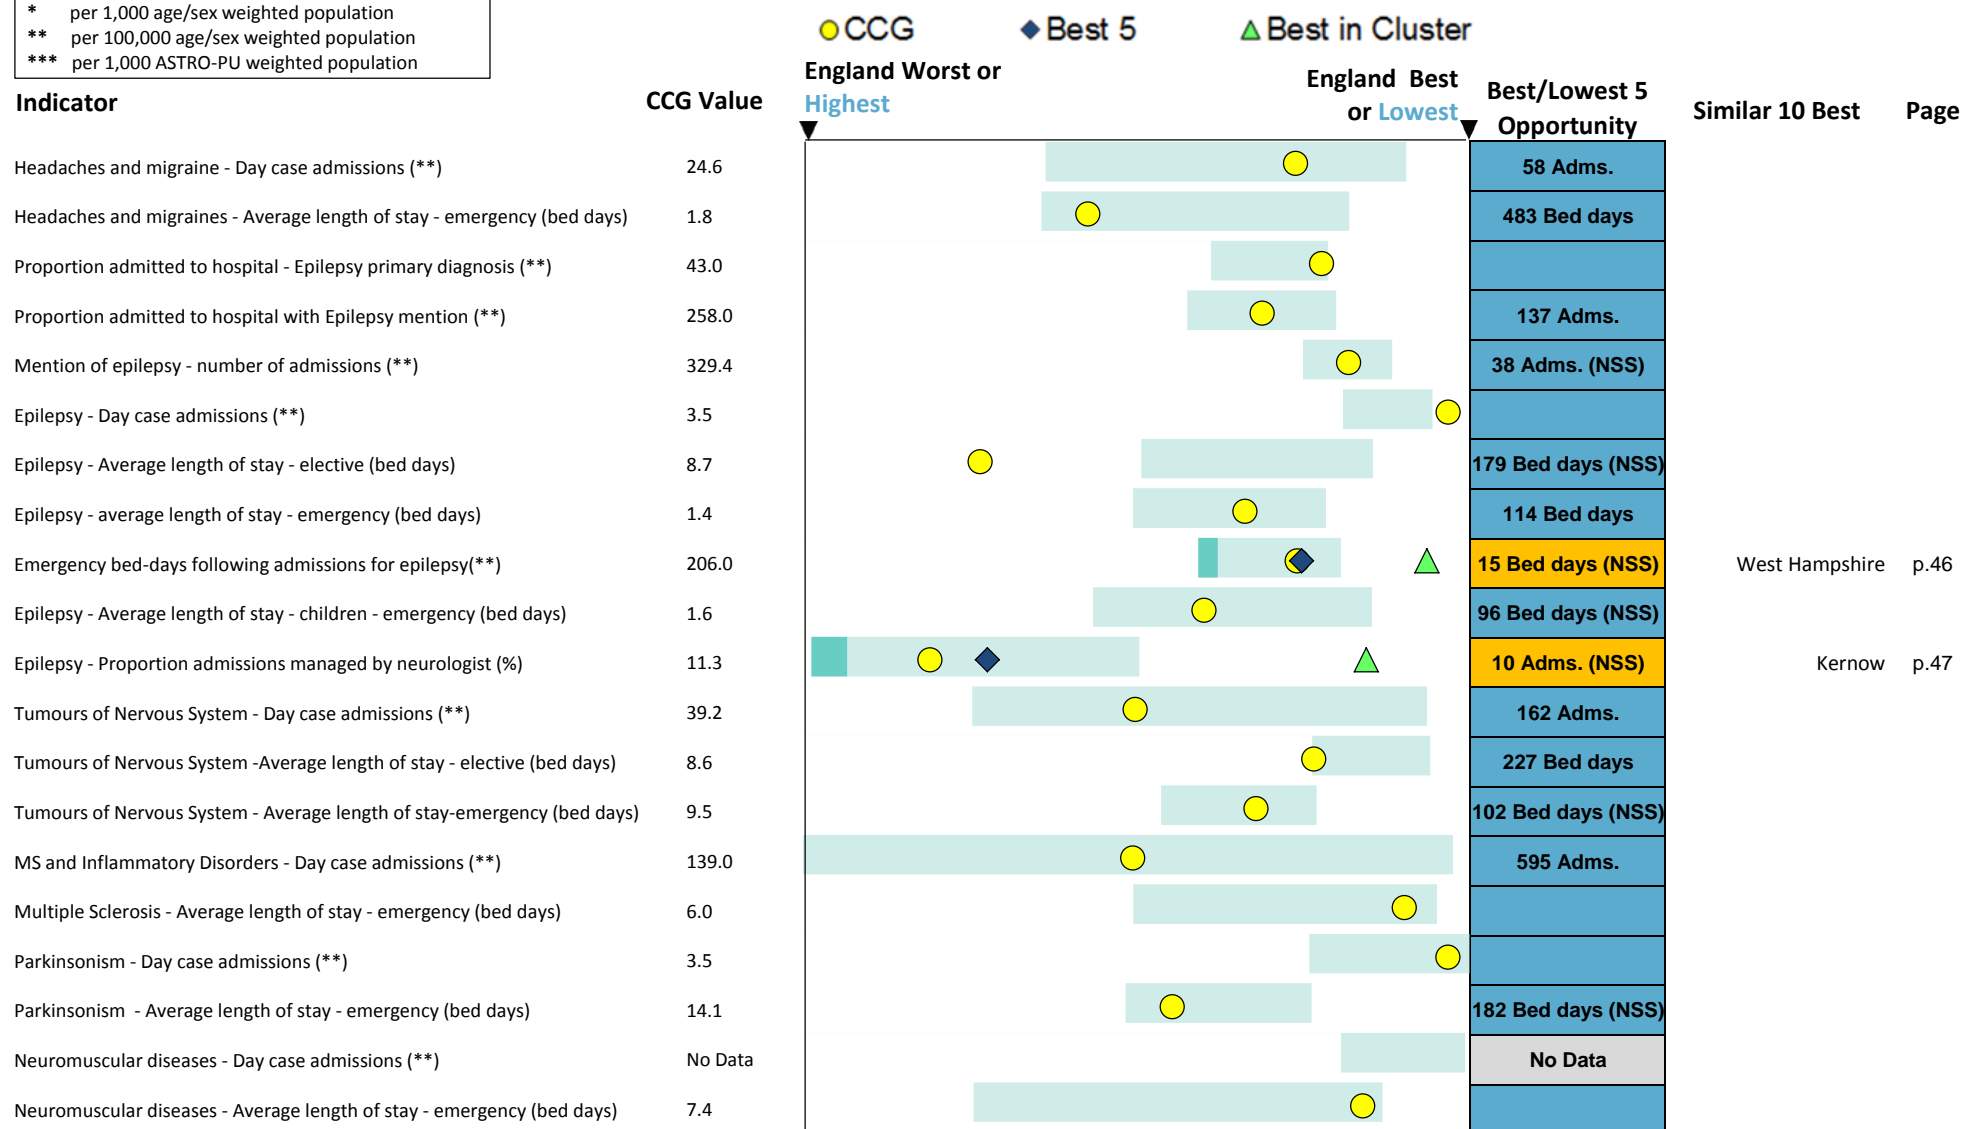 * per 1,000 age/sex weighted population
** per 100,000 age/sex weighted population
*** per 1,000 ASTRO-PU weighted population
CCG Best 5 Best in Cluster
Indicator CCG Value England Worst or Highest England Best or Lowest Best/Lowest 5 Opportunity Similar 10 Best Page
Headaches and migraine - Day case admissions (**) 24.6 58 Adms.
Headaches and migraines - Average length of stay - emergency (bed days) 1.8 483 Bed days
Proportion admitted to hospital - Epilepsy primary diagnosis (**) 43.0
Proportion admitted to hospital with Epilepsy mention (**) 258.0 137 Adms.
Mention of epilepsy - number of admissions (**) 329.4 38 Adms. (NSS)
Epilepsy - Day case admissions (**) 3.5
Epilepsy - Average length of stay - elective (bed days) 8.7 179 Bed days (NSS)
Epilepsy - average length of stay - emergency (bed days) 1.4 114 Bed days
Emergency bed-days following admissions for epilepsy(**) 206.0 15 Bed days (NSS) West Hampshire p.46
Epilepsy - Average length of stay - children - emergency (bed days) 1.6 96 Bed days (NSS)
Epilepsy - Proportion admissions managed by neurologist (%) 11.3 10 Adms. (NSS) Kernow p.47
Tumours of Nervous System - Day case admissions (**) 39.2 162 Adms.
Tumours of Nervous System -Average length of stay - elective (bed days) 8.6 227 Bed days
Tumours of Nervous System - Average length of stay-emergency (bed days) 9.5 102 Bed days (NSS)
MS and Inflammatory Disorders - Day case admissions (**) 139.0 595 Adms.
Multiple Sclerosis - Average length of stay - emergency (bed days) 6.0
Parkinsonism - Day case admissions (**) 3.5
Parkinsonism - Average length of stay - emergency (bed days) 14.1 182 Bed days (NSS)
Neuromuscular diseases - Day case admissions (**) No Data No Data
Neuromuscular diseases - Average length of stay - emergency (bed days) 7.4